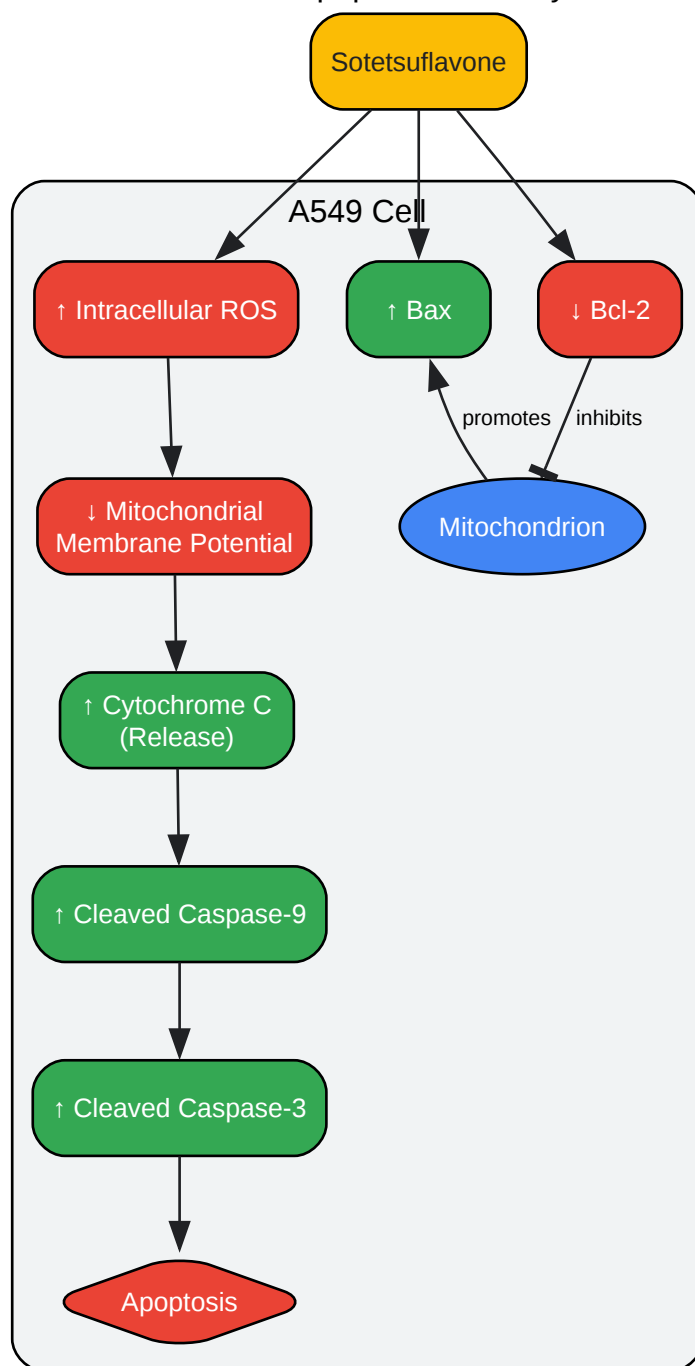 Sotetsuflavone
A549 Cell
↑ Intracellular ROS
↑ Bax
↓ Bcl-2
promotes
inhibits
↓ Mitochondrial
Membrane Potential
Mitochondrion
↑ Cytochrome C
(Release)
↑ Cleaved Caspase-9
↑ Cleaved Caspase-3
Apoptosis